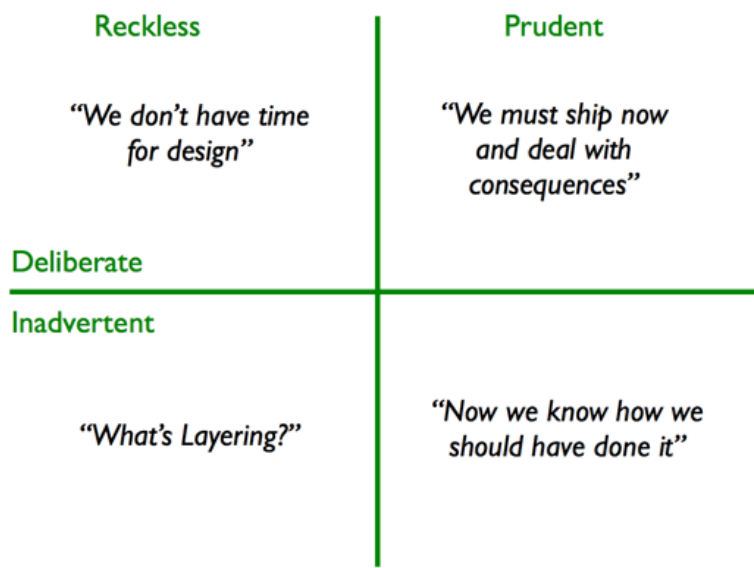 Reckless
Prudent
“We don’t have time
for design”
“We must ship now
and deal with
consequences”
Deliberate
Inadvertent
“What’s Layering?”
“Now we know how we
should have done it”